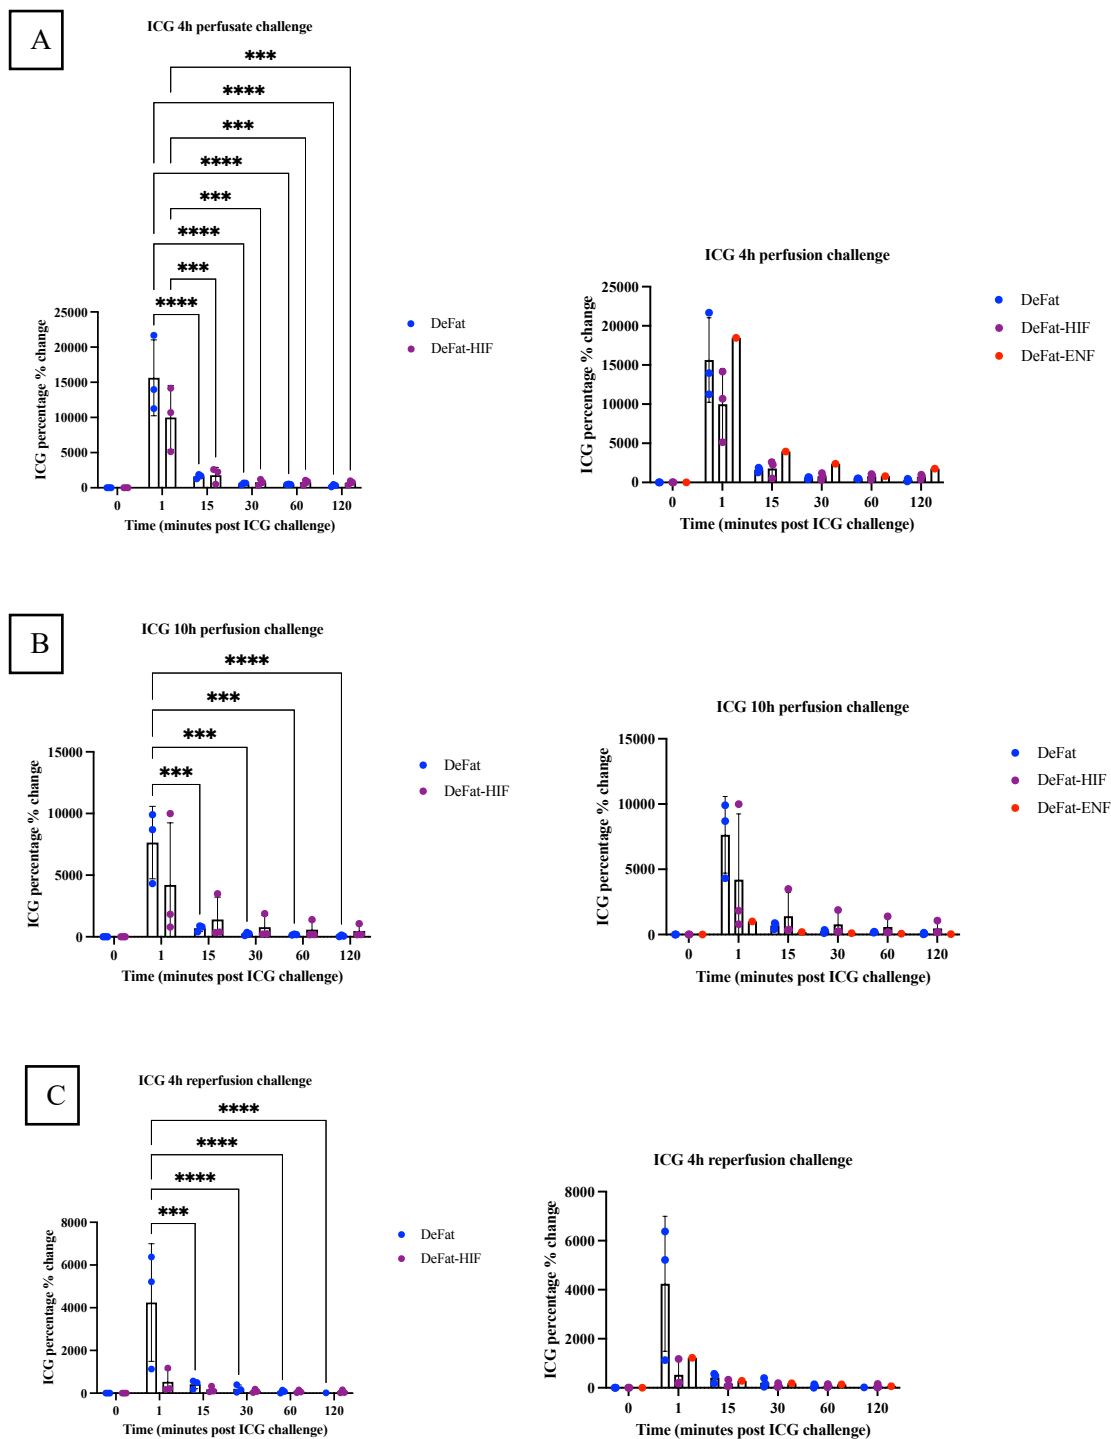 A
ICG 4h perfusate challenge
***
****
***
****
***
****
***
****
25000
20000
15000
10000
5000
0
ICG percentage % change
0 1 15 30 60 120
Time (minutes post ICG challenge)
DeFat
DeFat-HIF
ICG 4h perfusion challenge
25000
20000
15000
10000
5000
0
ICG percentage % change
0 1 15 30 60 120
Time (minutes post ICG challenge)
DeFat
DeFat-HIF
DeFat-ENF
B
ICG 10h perfusion challenge
****
***
***
***
15000
10000
5000
0
ICG percentage % change
0 1 15 30 60 120
Time (minutes post ICG challenge)
DeFat
DeFat-HIF
ICG 10h perfusion challenge
15000
10000
5000
0
ICG percentage % change
0 1 15 30 60 120
Time (minutes post ICG challenge)
DeFat
DeFat-HIF
DeFat-ENF
C
ICG 4h reperfusion challenge
****
****
****
***
8000
6000
4000
2000
0
ICG percentage % change
0 1 15 30 60 120
Time (minutes post ICG challenge)
DeFat
DeFat-HIF
ICG 4h reperfusion challenge
8000
6000
4000
2000
0
ICG percentage % change
0 1 15 30 60 120
Time (minutes post ICG challenge)